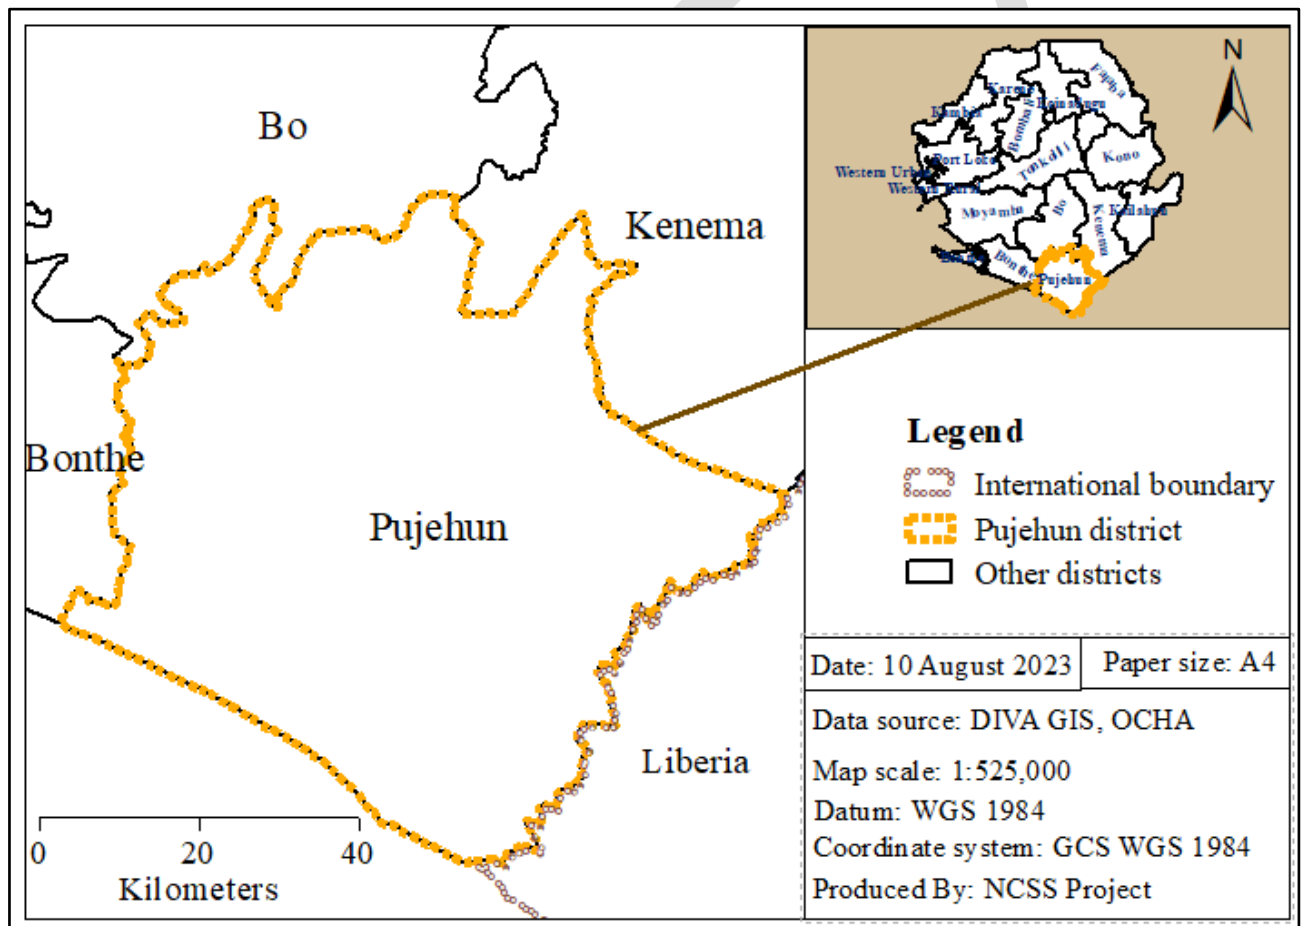 Bo
Kenema
Bonthe
Pujehun
Liberia
0 20 40
Kilometers
N
Falaba
Karene
Koinadugu
Kambia
Bombali
Port Loko
Tonkolili
Kono
Western Urban
Western Rural
Moyamba
Bo
Kenema
Kailahun
Bonthe
Pujehun
Legend
International boundary
Pujehun district
Other districts
Date: 10 August 2023
Paper size: A4
Data source: DIVA GIS, OCHA
Map scale: 1:525,000
Datum: WGS 1984
Coordinate system: GCS WGS 1984
Produced By: NCSS Project